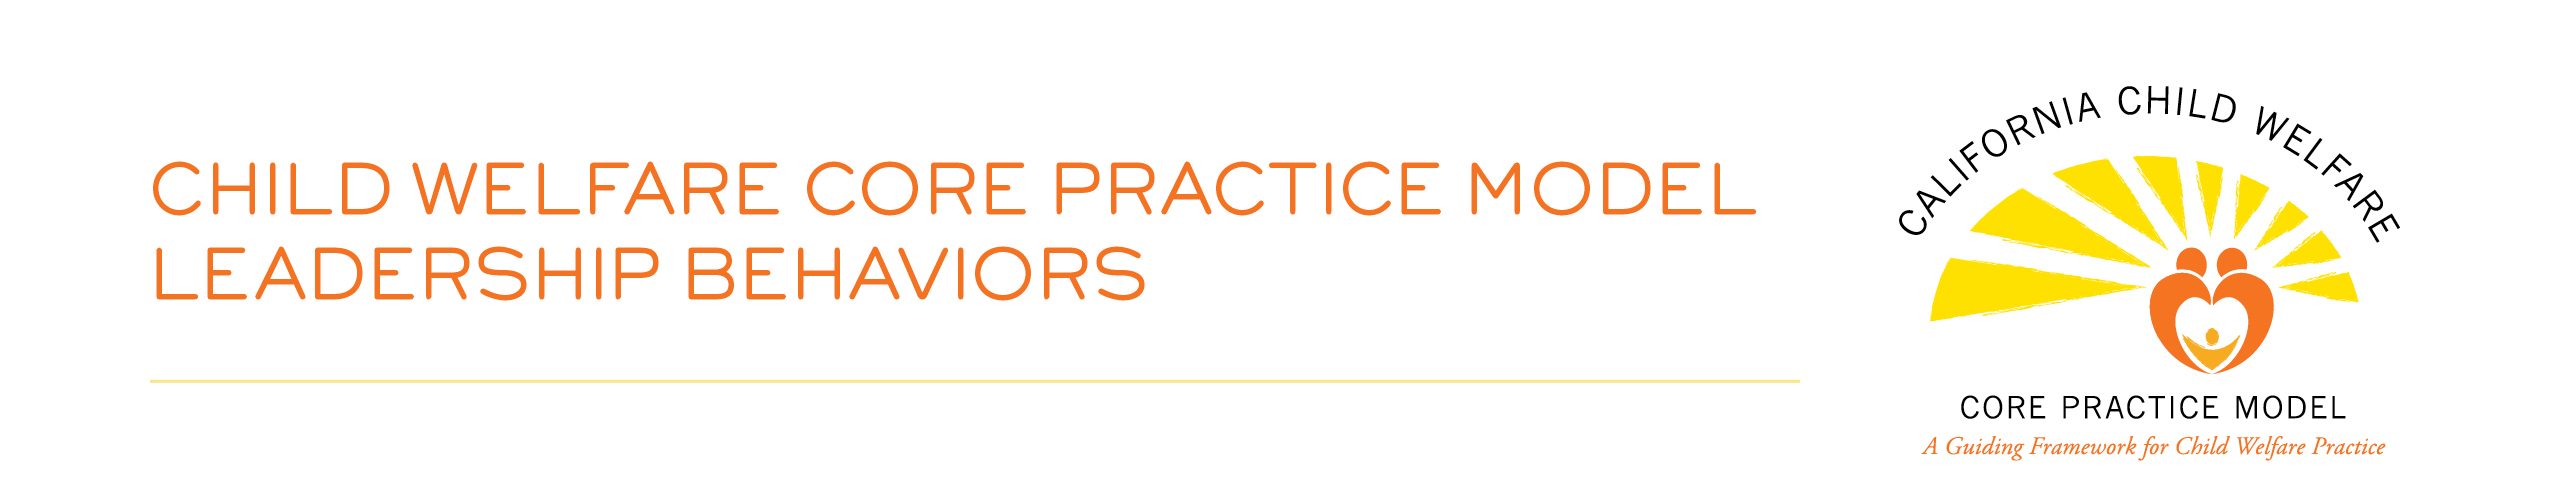 CHILD WELFARE CORE PRACTICE MODEL
LEADERSHIP BEHAVIORS
CALIFORNIA CHILD WELFARE
CORE PRACTICE MODEL
A Guiding Framework for Child Welfare Practice